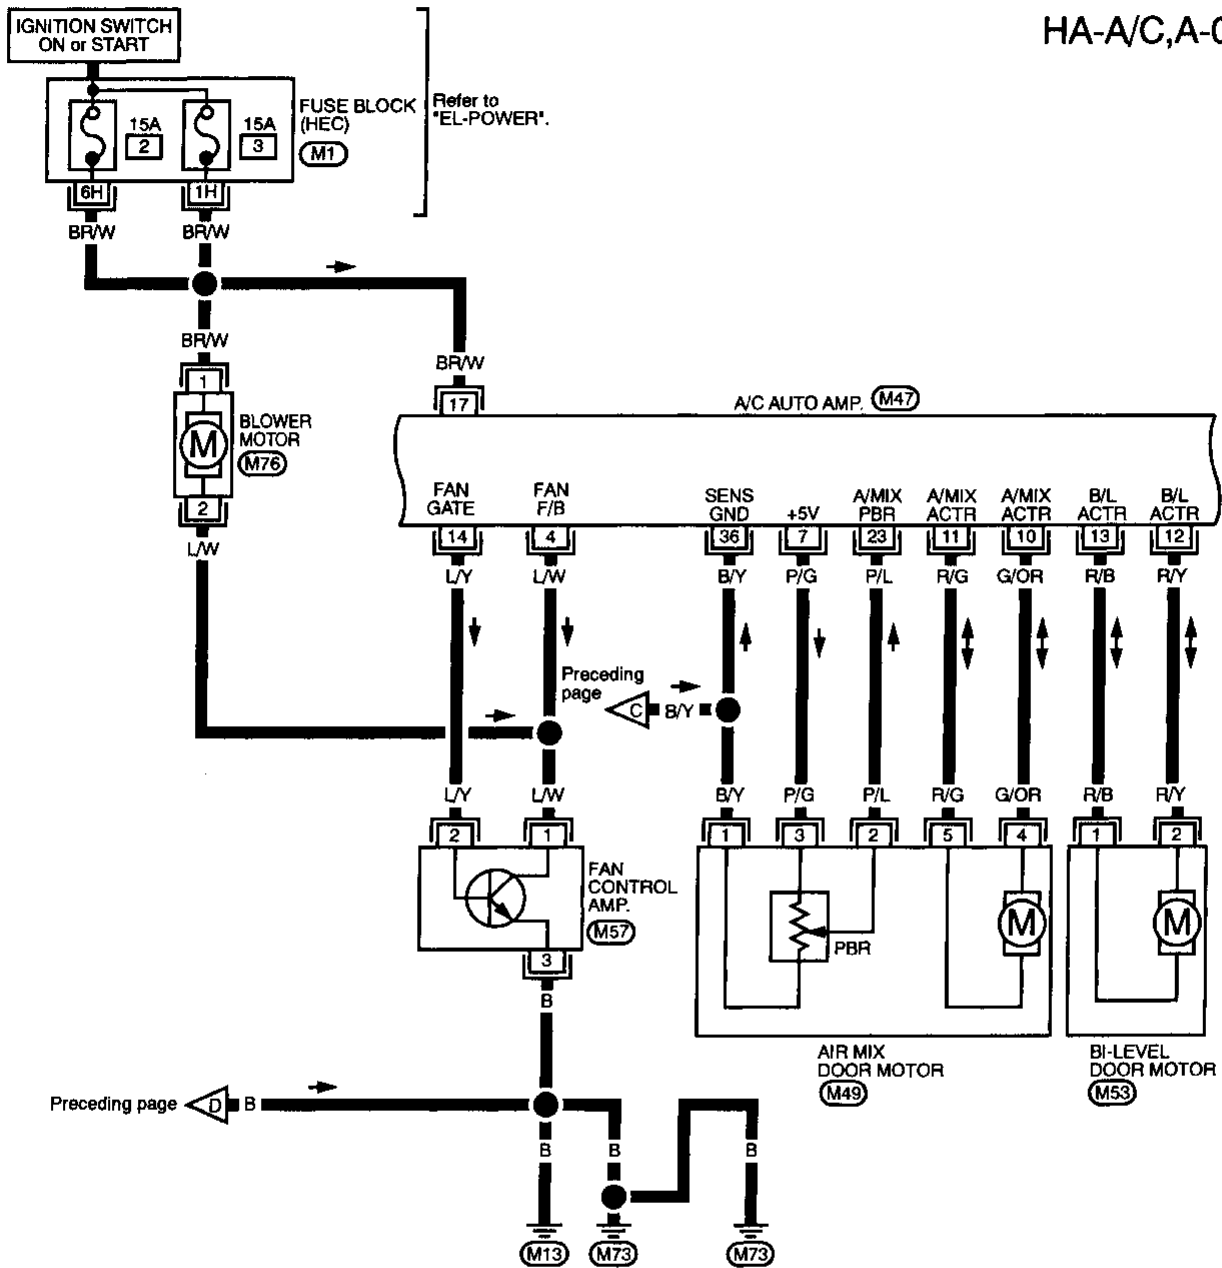 HA-A/C,A-0
IGNITION SWITCH
ON or START
15A
2
15A
3
FUSE BLOCK
(HEC)
M1
Refer to
"EL-POWER".
6H
1H
BR/W
BR/W
BR/W
BR/W
1
M
BLOWER
MOTOR
M76
2
L/W
17
A/C AUTO AMP.
M47
FAN
GATE
FAN
F/B
SENS
GND
+5V
A/MIX
PBR
A/MIX
ACTR
A/MIX
ACTR
B/L
ACTR
B/L
ACTR
14
4
36
7
23
11
10
13
12
L/Y
L/W
B/Y
P/G
P/L
R/G
G/OR
R/B
R/Y
Preceding
page
C
B/Y
L/Y
L/W
B/Y
P/G
P/L
R/G
G/OR
R/B
R/Y
2
1
1
3
2
5
4
1
2
FAN
CONTROL
AMP.
M57
PBR
M
M
3
B
AIR MIX
DOOR MOTOR
M49
BI-LEVEL
DOOR MOTOR
M53
Preceding page
D
B
B
B
B
M13
M73
M73